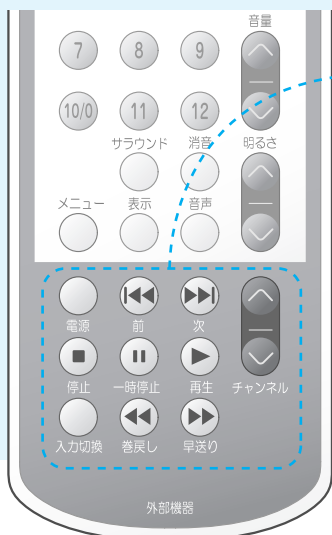 音量
7 8 9
10/0 11 12
サラウンド 消音 明るさ
メニュー 表示 音声
電源 前 次
停止 一時停止 再生 チャンネル
入力切換 巻戻し 早送り
外部機器